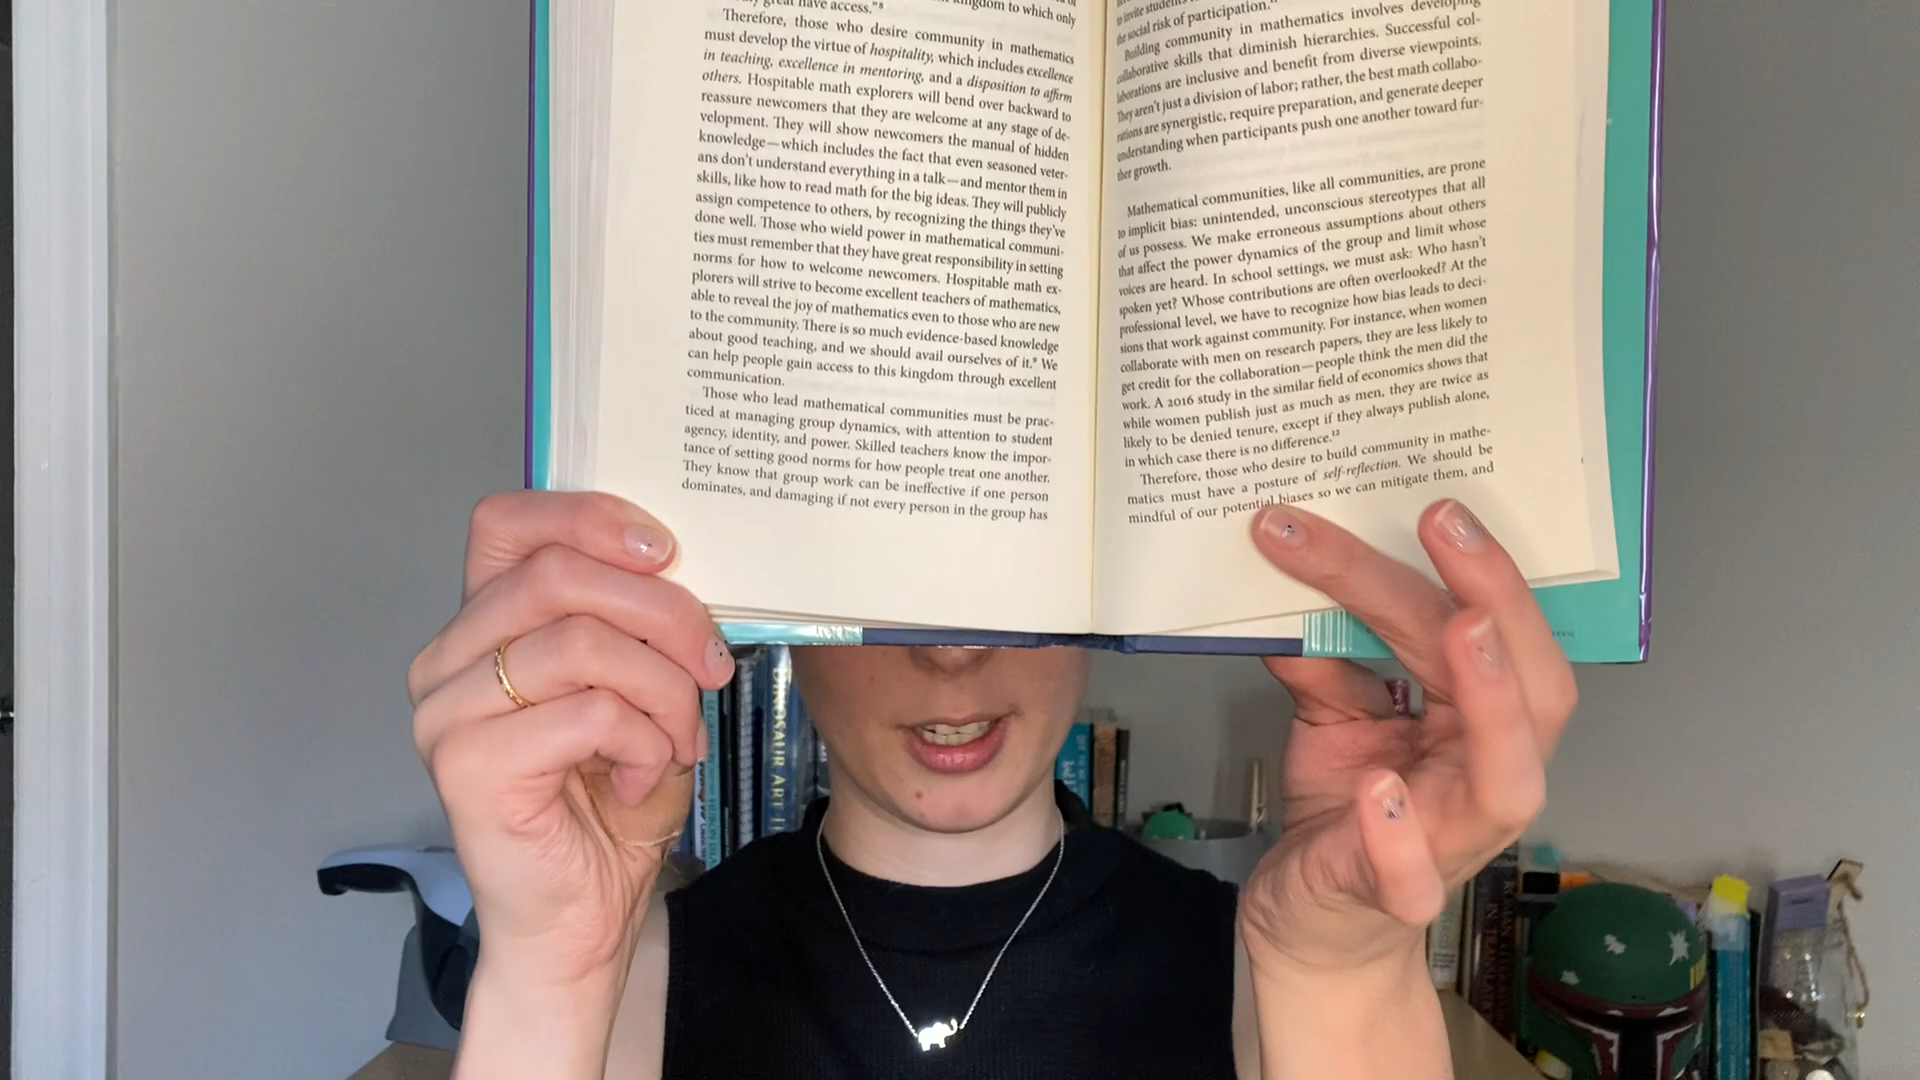 great have access."⁸
kingdom to which only
Therefore, those who desire community in mathematics
must develop the virtue of hospitality, which includes excellence
in teaching, excellence in mentoring, and a disposition to affirm
others. Hospitable math explorers will bend over backward to
reassure newcomers that they are welcome at any stage of de-
velopment. They will show newcomers the manual of hidden
knowledge—which includes the fact that even seasoned veter-
ans don't understand everything in a talk—and mentor them in
skills, like how to read math for the big ideas. They will publicly
assign competence to others, by recognizing the things they've
done well. Those who wield power in mathematical communi-
ties must remember that they have great responsibility in setting
norms for how to welcome newcomers. Hospitable math ex-
plorers will strive to become excellent teachers of mathematics,
able to reveal the joy of mathematics even to those who are new
to the community. There is so much evidence-based knowledge
about good teaching, and we should avail ourselves of it.⁹ We
can help people gain access to this kingdom through excellent
communication.
Those who lead mathematical communities must be prac-
ticed at managing group dynamics, with attention to student
agency, identity, and power. Skilled teachers know the impor-
tance of setting good norms for how people treat one another.
They know that group work can be ineffective if one person
dominates, and damaging if not every person in the group has
to invite students
the social risk of participation.
Building community in mathematics involves developing
collaborative skills that diminish hierarchies. Successful col-
laborations are inclusive and benefit from diverse viewpoints.
They aren't just a division of labor; rather, the best math collabo-
rations are synergistic, require preparation, and generate deeper
understanding when participants push one another toward fur-
ther growth.
Mathematical communities, like all communities, are prone
to implicit bias: unintended, unconscious stereotypes that all
of us possess. We make erroneous assumptions about others
that affect the power dynamics of the group and limit whose
voices are heard. In school settings, we must ask: Who hasn't
spoken yet? Whose contributions are often overlooked? At the
professional level, we have to recognize how bias leads to deci-
sions that work against community. For instance, when women
collaborate with men on research papers, they are less likely to
get credit for the collaboration—people think the men did the
work. A 2016 study in the similar field of economics shows that
while women publish just as much as men, they are twice as
likely to be denied tenure, except if they always publish alone,
in which case there is no difference.¹²
Therefore, those who desire to build community in mathe-
matics must have a posture of self-reflection. We should be
mindful of our potential biases so we can mitigate them, and
DINOSAUR ART II